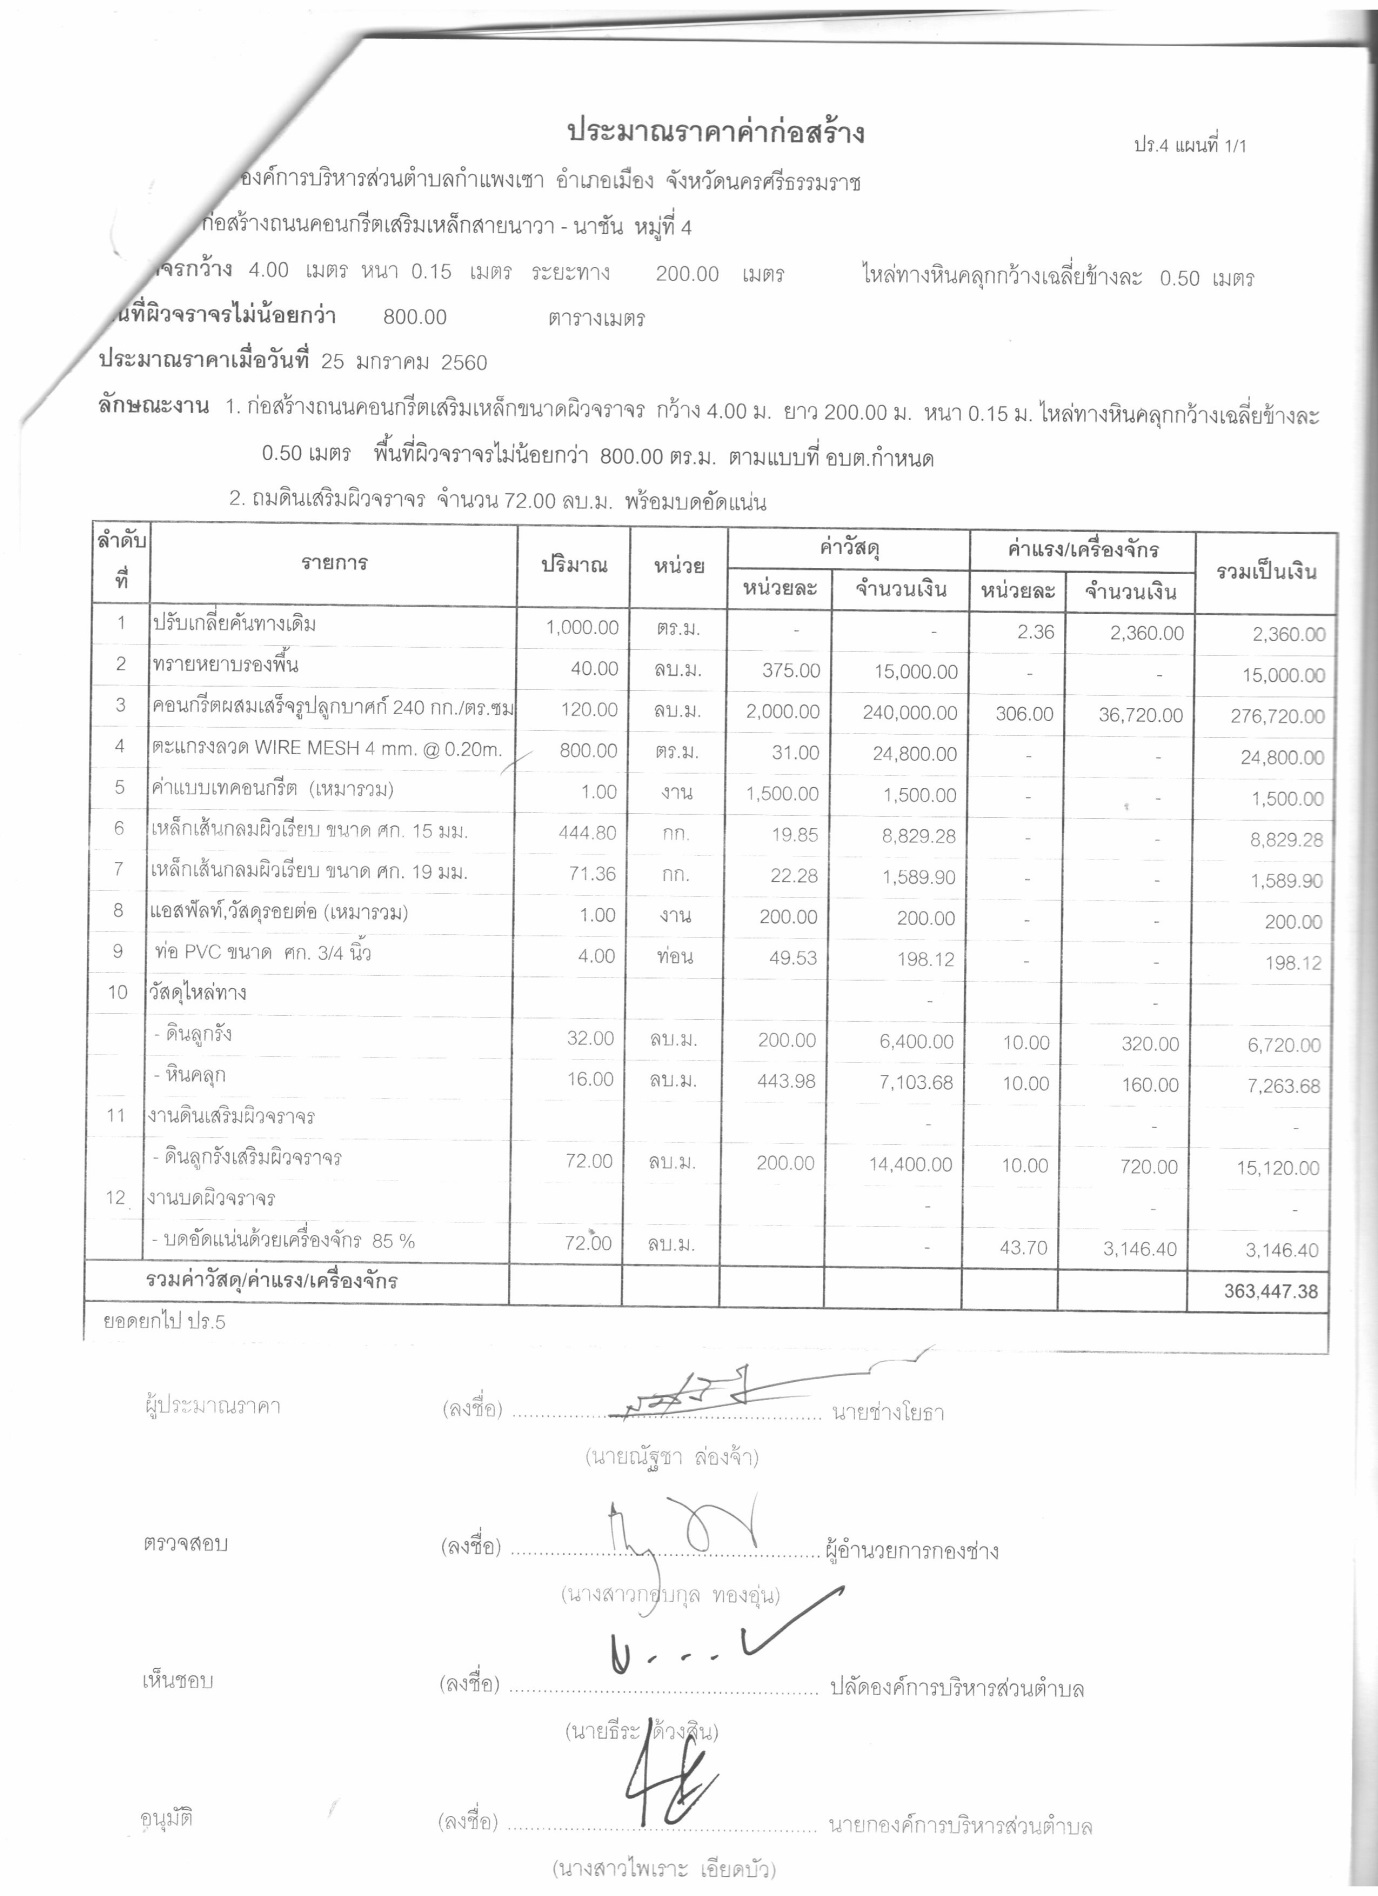 ประมาณราคาค่าก่อสร้าง
ปร.4 แผนที่ 1/1
องค์การบริหารส่วนตำบลกำแพงเซา อำเภอเมือง จังหวัดนครศรีธรรมราช
ก่อสร้างถนนคอนกรีตเสริมเหล็กสายนาวา - นาชัน หมู่ที่ 4
จรกว้าง 4.00 เมตร หนา 0.15 เมตร ระยะทาง 200.00 เมตร ไหล่ทางหินคลุกกว้างเฉลี่ยข้างละ 0.50 เมตร
นที่ผิวจราจรไม่น้อยกว่า 800.00 ตารางเมตร
ประมาณราคาเมื่อวันที่ 25 มกราคม 2560
ลักษณะงาน 1. ก่อสร้างถนนคอนกรีตเสริมเหล็กขนาดผิวจราจร กว้าง 4.00 ม. ยาว 200.00 ม. หนา 0.15 ม. ไหล่ทางหินคลุกกว้างเฉลี่ยข้างละ
0.50 เมตร พื้นที่ผิวจราจรไม่น้อยกว่า 800.00 ตร.ม. ตามแบบที่ อบต.กำหนด
2. ถมดินเสริมผิวจราจร จำนวน 72.00 ลบ.ม. พร้อมบดอัดแน่น
ลำดับที่ รายการ ปริมาณ หน่วย ค่าวัสดุ ค่าแรง/เครื่องจักร รวมเป็นเงิน
หน่วยละ จำนวนเงิน หน่วยละ จำนวนเงิน
1 ปรับเกลี่ยคันทางเดิม 1,000.00 ตร.ม. - - 2.36 2,360.00 2,360.00
2 ทรายหยาบรองพื้น 40.00 ลบ.ม. 375.00 15,000.00 - - 15,000.00
3 คอนกรีตผสมเสร็จรูปลูกบาศก์ 240 กก./ตร.ซม 120.00 ลบ.ม. 2,000.00 240,000.00 306.00 36,720.00 276,720.00
4 ตะแกรงลวด WIRE MESH 4 mm. @ 0.20m. 800.00 ตร.ม. 31.00 24,800.00 - - 24,800.00
5 ค่าแบบเทคอนกรีต (เหมารวม) 1.00 งาน 1,500.00 1,500.00 - - 1,500.00
6 เหล็กเส้นกลมผิวเรียบ ขนาด ศก. 15 มม. 444.80 กก. 19.85 8,829.28 - - 8,829.28
7 เหล็กเส้นกลมผิวเรียบ ขนาด ศก. 19 มม. 71.36 กก. 22.28 1,589.90 - - 1,589.90
8 แอสฟัลท์,วัสดุรอยต่อ (เหมารวม) 1.00 งาน 200.00 200.00 - - 200.00
9 ท่อ PVC ขนาด ศก. 3/4 นิ้ว 4.00 ท่อน 49.53 198.12 - - 198.12
10 วัสดุไหล่ทาง - -
- ดินลูกรัง 32.00 ลบ.ม. 200.00 6,400.00 10.00 320.00 6,720.00
- หินคลุก 16.00 ลบ.ม. 443.98 7,103.68 10.00 160.00 7,263.68
11 งานดินเสริมผิวจราจร - - -
- ดินลูกรังเสริมผิวจราจร 72.00 ลบ.ม. 200.00 14,400.00 10.00 720.00 15,120.00
12 งานบดผิวจราจร - - -
- บดอัดแน่นด้วยเครื่องจักร 85 % 72.00 ลบ.ม. - 43.70 3,146.40 3,146.40
รวมค่าวัสดุ/ค่าแรง/เครื่องจักร 363,447.38
ยอดยกไป ปร.5
ผู้ประมาณราคา (ลงชื่อ) ........................................ นายช่างโยธา
(นายณัฐชา ล่องจ้า)
ตรวจสอบ (ลงชื่อ) ........................................ ผู้อำนวยการกองช่าง
(นางสาวกอบกุล ทองอุ่น)
เห็นชอบ (ลงชื่อ) ........................................ ปลัดองค์การบริหารส่วนตำบล
(นายธีระ ด้วงสิน)
อนุมัติ (ลงชื่อ) ........................................ นายกองค์การบริหารส่วนตำบล
(นางสาวไพเราะ เอียดบัว)